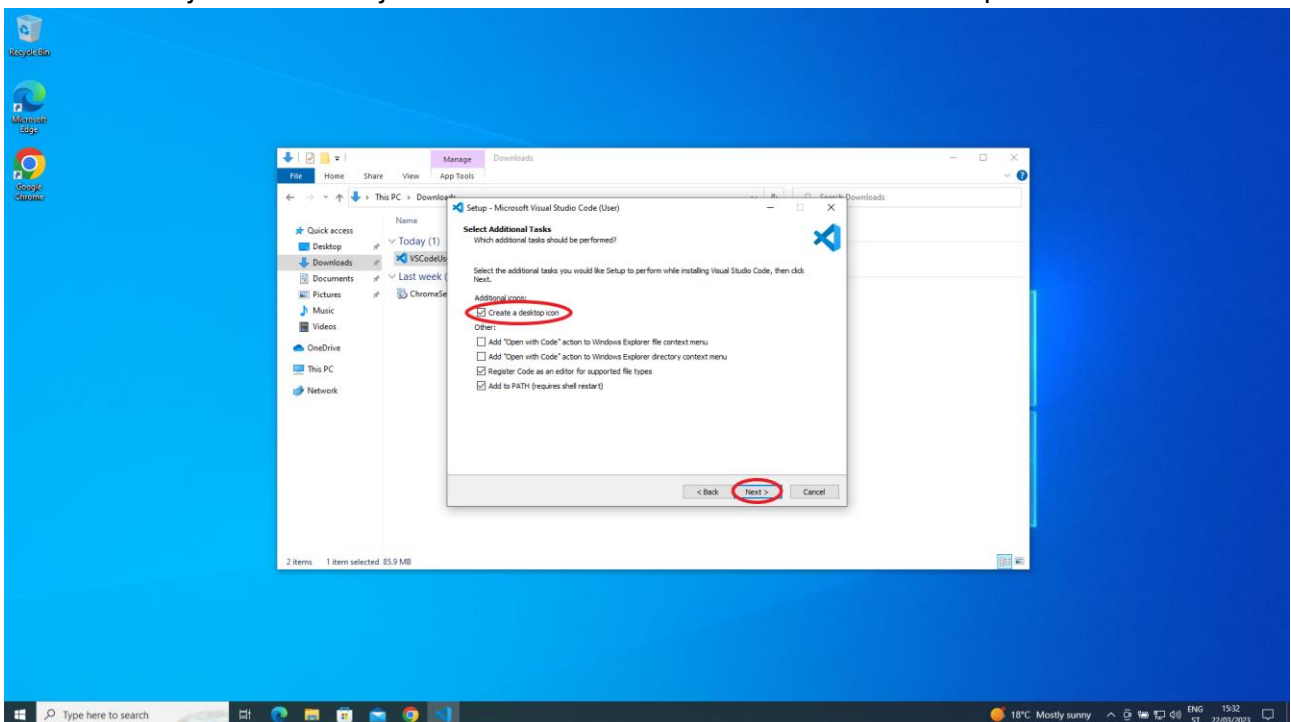 Recycle Bin
Microsoft
Edge
Google
Chrome
Manage
Downloads
File Home Share View App Tools
This PC > Downloads
Search Downloads
Name
Quick access
Desktop
Downloads
Documents
Pictures
Music
Videos
OneDrive
This PC
Network
Today (1)
VSCodeUs
Last week (
ChromeSe
Setup - Microsoft Visual Studio Code (User)
Select Additional Tasks
Which additional tasks should be performed?
Select the additional tasks you would like Setup to perform while installing Visual Studio Code, then click
Next.
Additional icons:
Create a desktop icon
Other:
Add "Open with Code" action to Windows Explorer file context menu
Add "Open with Code" action to Windows Explorer directory context menu
Register Code as an editor for supported file types
Add to PATH (requires shell restart)
< Back Next > Cancel
2 items 1 item selected 85.9 MB
Type here to search
18°C Mostly sunny
ENG
ST
15:32
22/03/2023